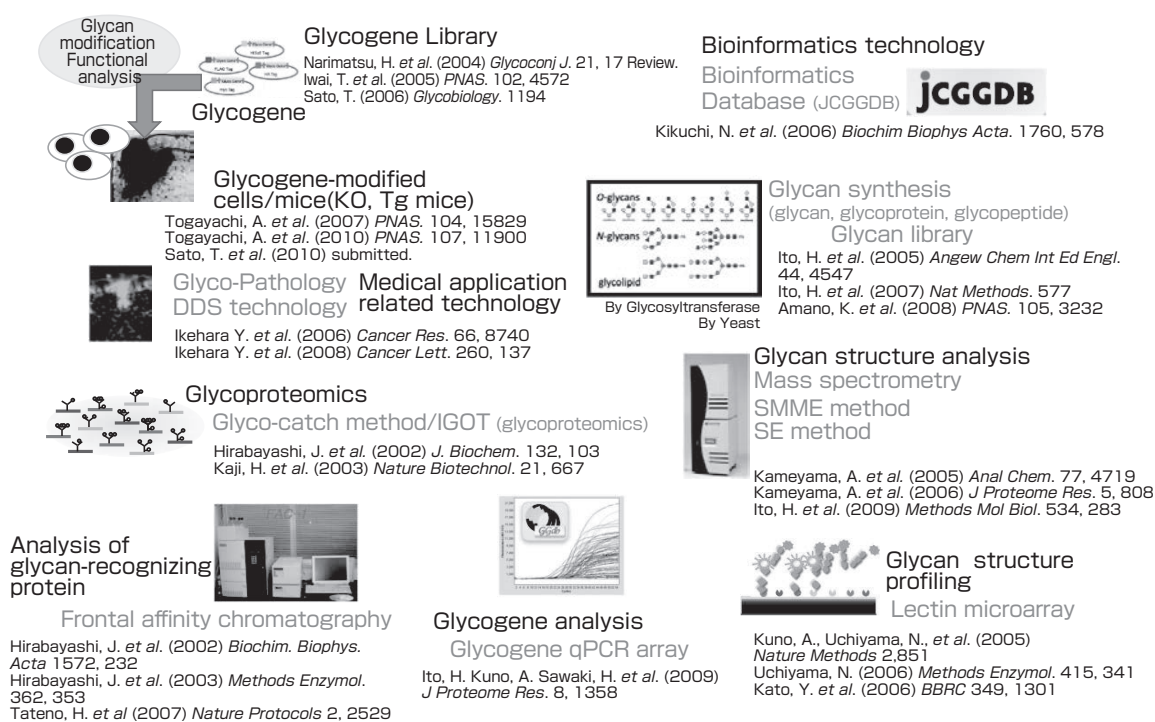 Glycan
modification
Functional
analysis
Glycogene Library
Narimatsu, H. et al. (2004) Glycoconj J. 21, 17 Review.
Iwai, T. et al. (2005) PNAS. 102, 4572
Sato, T. (2006) Glycobiology. 1194
Glycogene
Bioinformatics technology
Bioinformatics
Database (JCGGDB)
jCGGDB
Kikuchi, N. et al. (2006) Biochim Biophys Acta. 1760, 578
Glycogene-modified
cells/mice(KO, Tg mice)
Togayachi, A. et al. (2007) PNAS. 104, 15829
Togayachi, A. et al. (2010) PNAS. 107, 11900
Sato, T. et al. (2010) submitted.
O-glycans
N-glycans
glycolipid
By Glycosyltransferase
By Yeast
Glycan synthesis
(glycan, glycoprotein, glycopeptide)
Glycan library
Ito, H. et al. (2005) Angew Chem Int Ed Engl.
44, 4547
Ito, H. et al. (2007) Nat Methods. 577
Amano, K. et al. (2008) PNAS. 105, 3232
Glyco-Pathology
DDS technology
Medical application
related technology
Ikehara Y. et al. (2006) Cancer Res. 66, 8740
Ikehara Y. et al. (2008) Cancer Lett. 260, 137
Glycan structure analysis
Mass spectrometry
SMME method
SE method
Kameyama, A. et al. (2005) Anal Chem. 77, 4719
Kameyama, A. et al. (2006) J Proteome Res. 5, 808
Ito, H. et al. (2009) Methods Mol Biol. 534, 283
Glycoproteomics
Glyco-catch method/IGOT (glycoproteomics)
Hirabayashi, J. et al. (2002) J. Biochem. 132, 103
Kaji, H. et al. (2003) Nature Biotechnol. 21, 667
Analysis of
glycan-recognizing
protein
FAC-1
Frontal affinity chromatography
Hirabayashi, J. et al. (2002) Biochim. Biophys.
Acta 1572, 232
Hirabayashi, J. et al. (2003) Methods Enzymol.
362, 353
Tateno, H. et al (2007) Nature Protocols 2, 2529
GGDB
Glycogene analysis
Glycogene qPCR array
Ito, H. Kuno, A. Sawaki, H. et al. (2009)
J Proteome Res. 8, 1358
Glycan structure
profiling
Lectin microarray
Kuno, A., Uchiyama, N., et al. (2005)
Nature Methods 2,851
Uchiyama, N. (2006) Methods Enzymol. 415, 341
Kato, Y. et al. (2006) BBRC 349, 1301